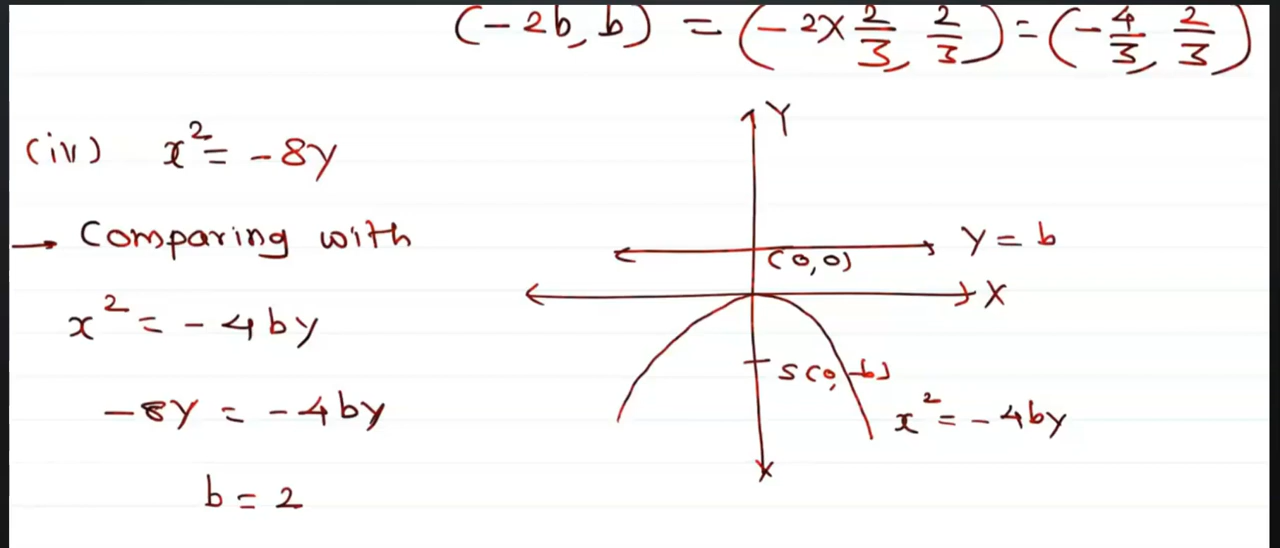 (-2b, b) = (-2x 2/3, 2/3) = (-4/3, 2/3)
(iv) x² = -8y
→ Comparing with
x² = -4by
-8y = -4by
b = 2
Y
Y = b
(0,0)
X
S(0,-b)
x² = -4by